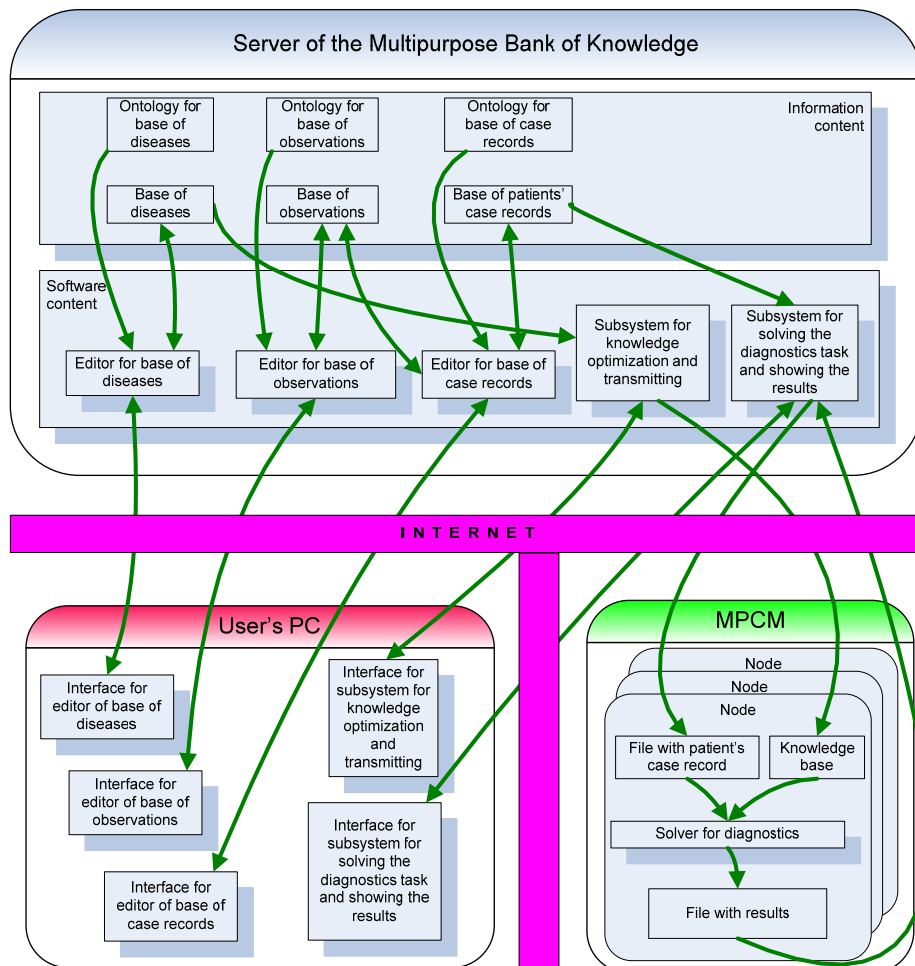 Server of the Multipurpose Bank of Knowledge
Ontology for
base of
diseases
Ontology for
base of
observations
Ontology for
base of case
records
Information
content
Base of
diseases
Base of
observations
Base of patients'
case records
Software
content
Editor for base of
diseases
Editor for base of
observations
Editor for base of
case records
Subsystem for
knowledge
optimization and
transmitting
Subsystem for
solving the
diagnostics task
and showing the
results
INTERNET
User's PC
Interface for
editor of base of
diseases
Interface for
editor of base of
observations
Interface for
editor of base of
case records
Interface for
subsystem for
knowledge
optimization
and
transmitting
Interface for
subsystem for
solving the
diagnostics task
and showing the
results
MPCM
Node
Node
Node
File with patient's
case record
Knowledge
base
Solver for diagnostics
File with results